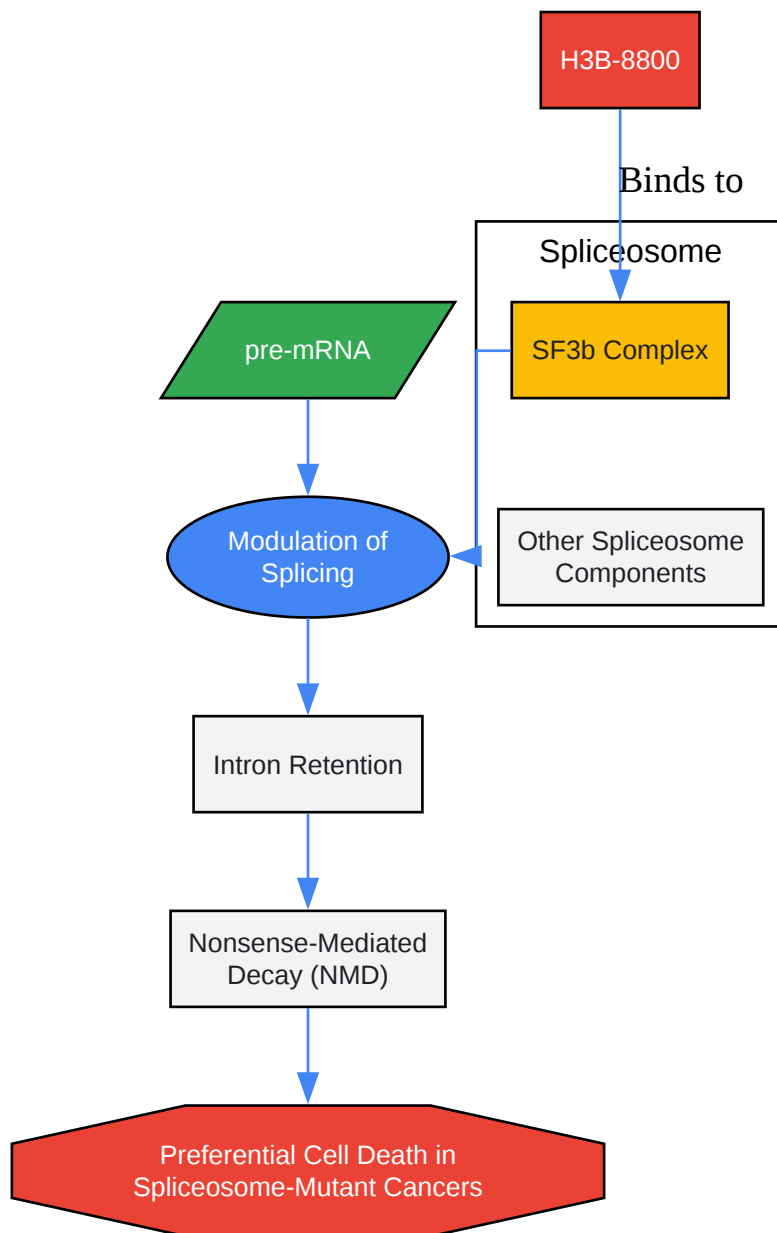 H3B-8800
Binds to
Spliceosome
pre-mRNA
SF3b Complex
Modulation of
Splicing
Other Spliceosome
Components
Intron Retention
Nonsense-Mediated
Decay (NMD)
Preferential Cell Death in
Spliceosome-Mutant Cancers